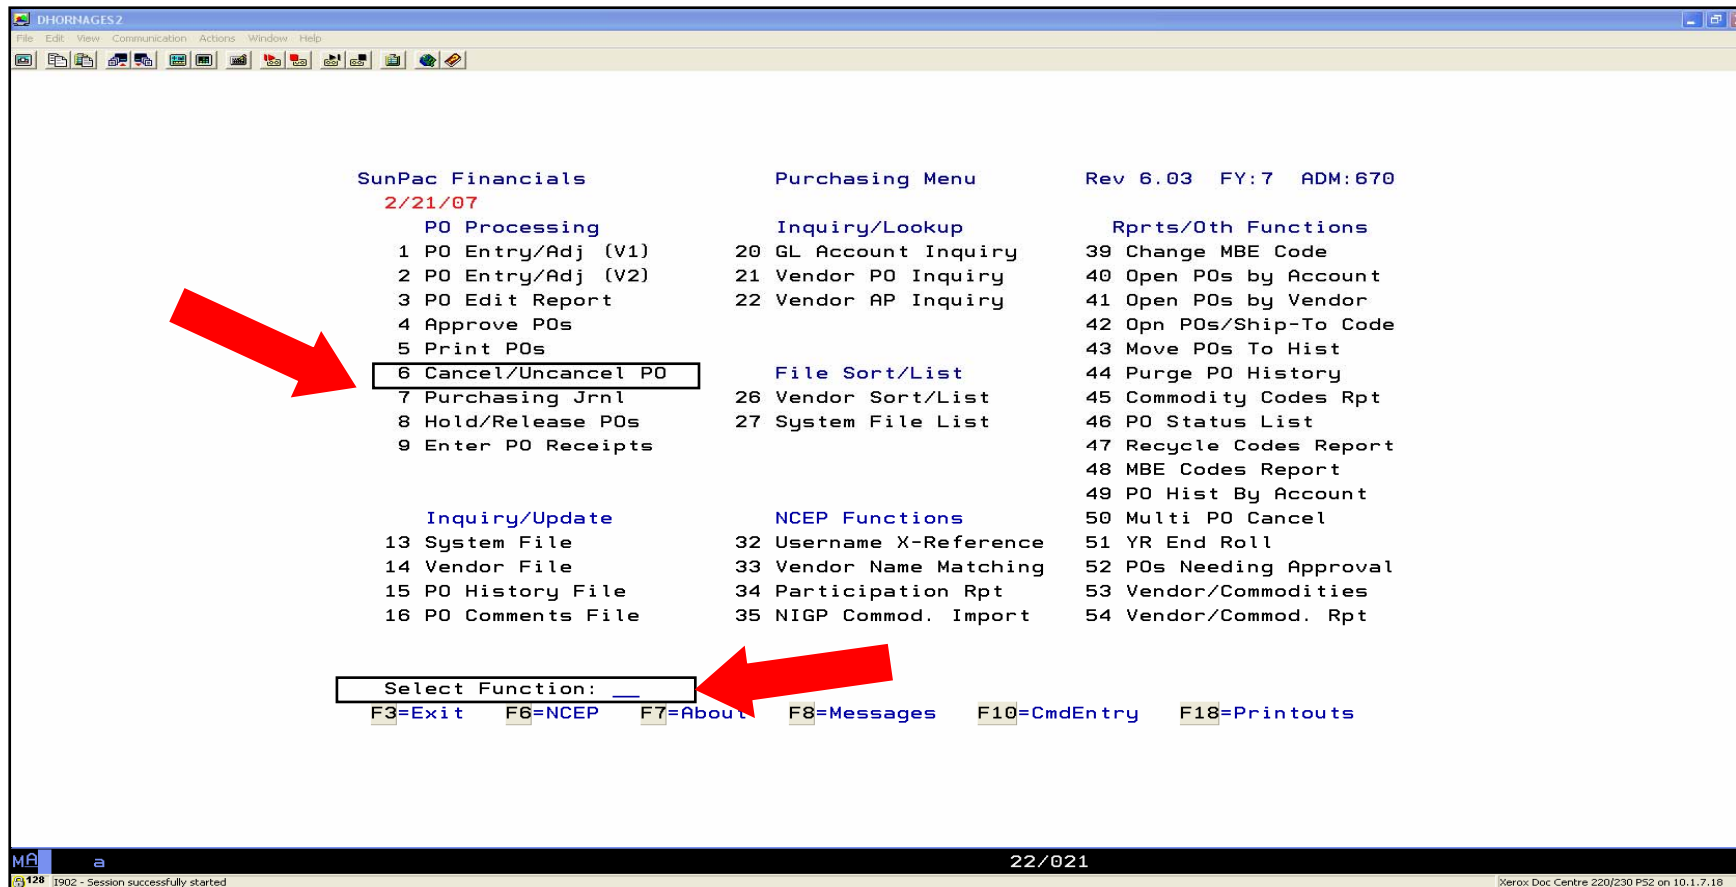 DHORNAGES2
File Edit View Communication Actions Window Help
SunPac Financials Purchasing Menu Rev 6.03 FY:7 ADM:670
2/21/07
PO Processing Inquiry/Lookup Rprts/Oth Functions
1 PO Entry/Adj (V1) 20 GL Account Inquiry 39 Change MBE Code
2 PO Entry/Adj (V2) 21 Vendor PO Inquiry 40 Open POs by Account
3 PO Edit Report 22 Vendor AP Inquiry 41 Open POs by Vendor
4 Approve POs 42 Opn POs/Ship-To Code
5 Print POs 43 Move POs To Hist
6 Cancel/Uncancel PO File Sort/List 44 Purge PO History
7 Purchasing Jrnl 26 Vendor Sort/List 45 Commodity Codes Rpt
8 Hold/Release POs 27 System File List 46 PO Status List
9 Enter PO Receipts 47 Recycle Codes Report
48 MBE Codes Report
49 PO Hist By Account
Inquiry/Update NCEP Functions 50 Multi PO Cancel
13 System File 32 Username X-Reference 51 YR End Roll
14 Vendor File 33 Vendor Name Matching 52 POs Needing Approval
15 PO History File 34 Participation Rpt 53 Vendor/Commodities
16 PO Comments File 35 NIGP Commod. Import 54 Vendor/Commod. Rpt
Select Function: __
F3=Exit F6=NCEP F7=About F8=Messages F10=CmdEntry F18=Printouts
MA a 22/021
128 I902 - Session successfully started Xerox Doc Centre 220/230 PS2 on 10.1.7.18